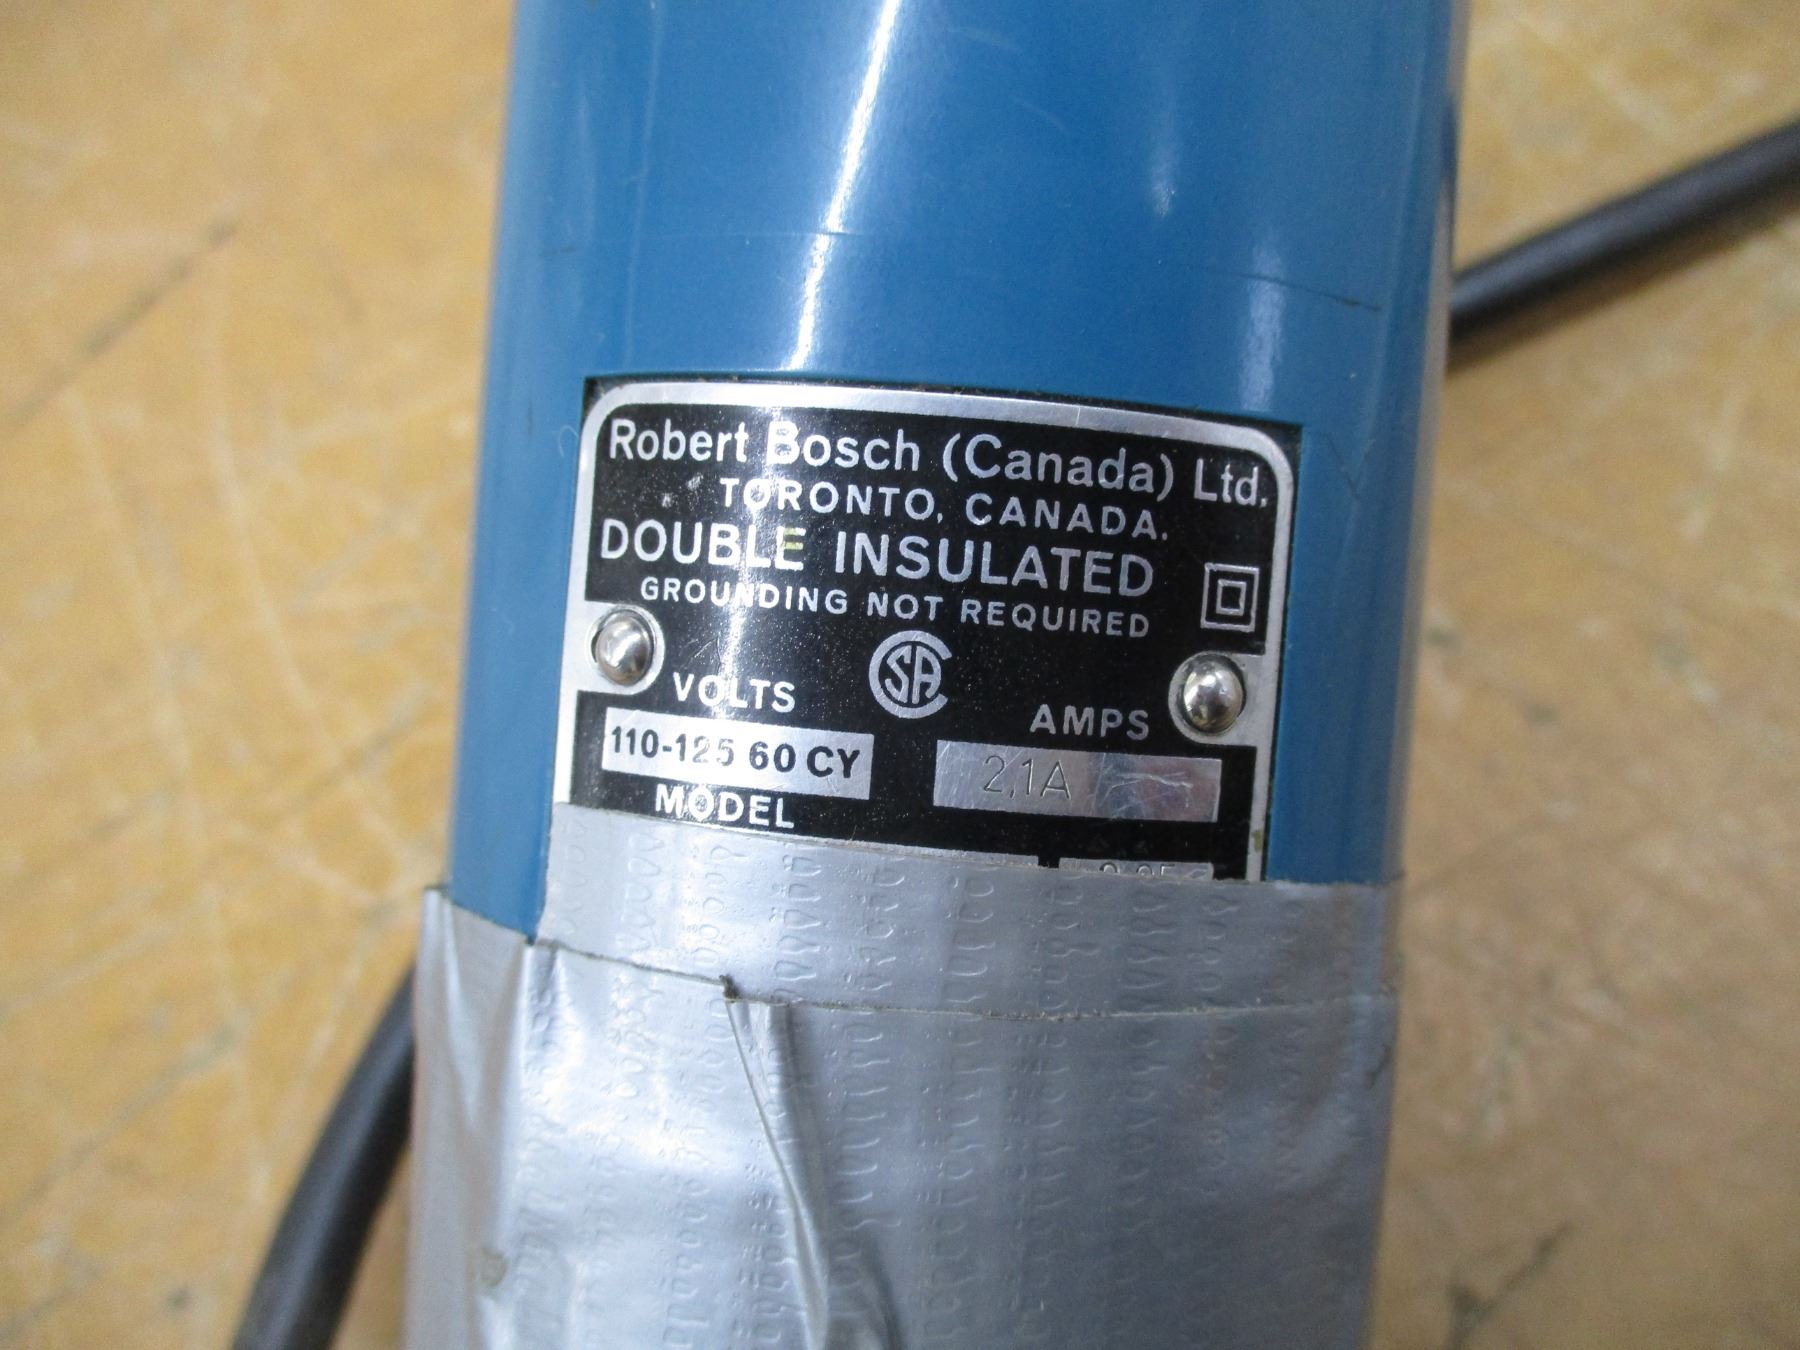 Robert Bosch (Canada) Ltd.
TORONTO, CANADA.
DOUBLE INSULATED
GROUNDING NOT REQUIRED
SA
VOLTS
AMPS
110-125 60 CY
2,1A
MODEL